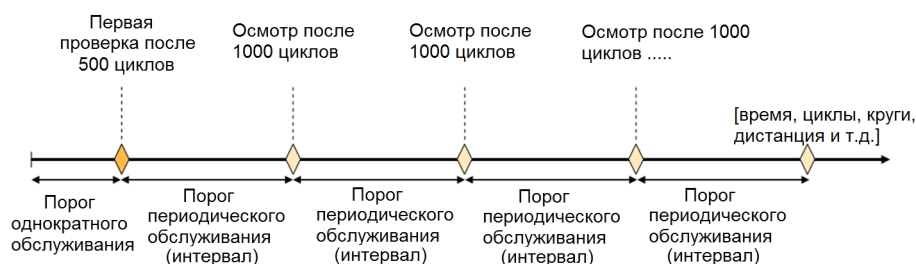 Первая
проверка после
500 циклов
Осмотр после
1000 циклов
Осмотр после
1000 циклов
Осмотр после 1000
циклов .....
[время, циклы, круги,
дистанция и т.д.]
Порог
однократного
обслуживания
Порог
периодического
обслуживания
(интервал)
Порог
периодического
обслуживания
(интервал)
Порог
периодического
обслуживания
(интервал)
Порог
периодического
обслуживания
(интервал)